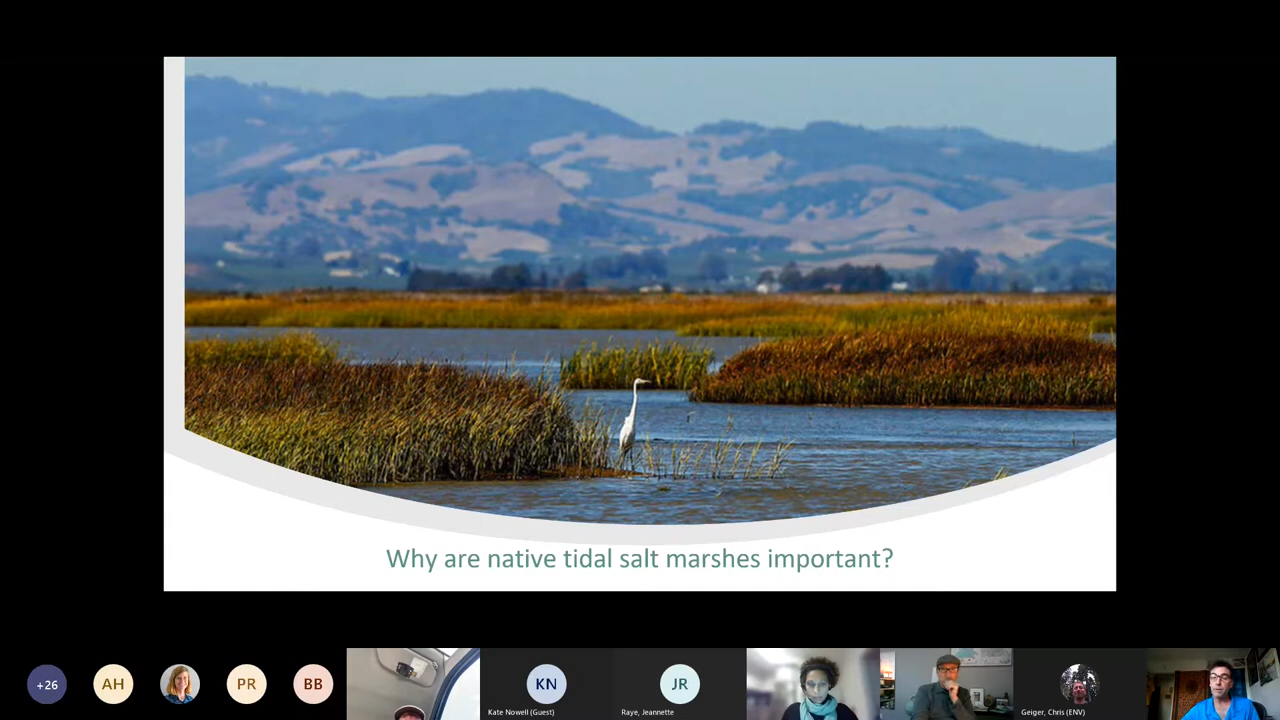 Why are native tidal salt marshes important?
+26
AH
PR
BB
KN
Kate Nowell (Guest)
JR
Raye, Jeannette
Geiger, Chris (ENV)